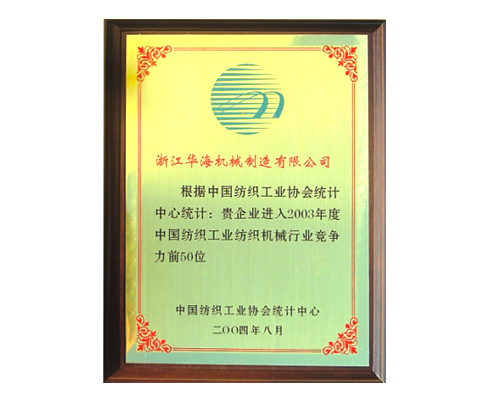 浙江华海机械制造有限公司
根据中国纺织工业协会统计
中心统计：贵企业进入2003年度
中国纺织工业纺织机械行业竞争
力前50位
中国纺织工业协会统计中心
二〇〇四年八月